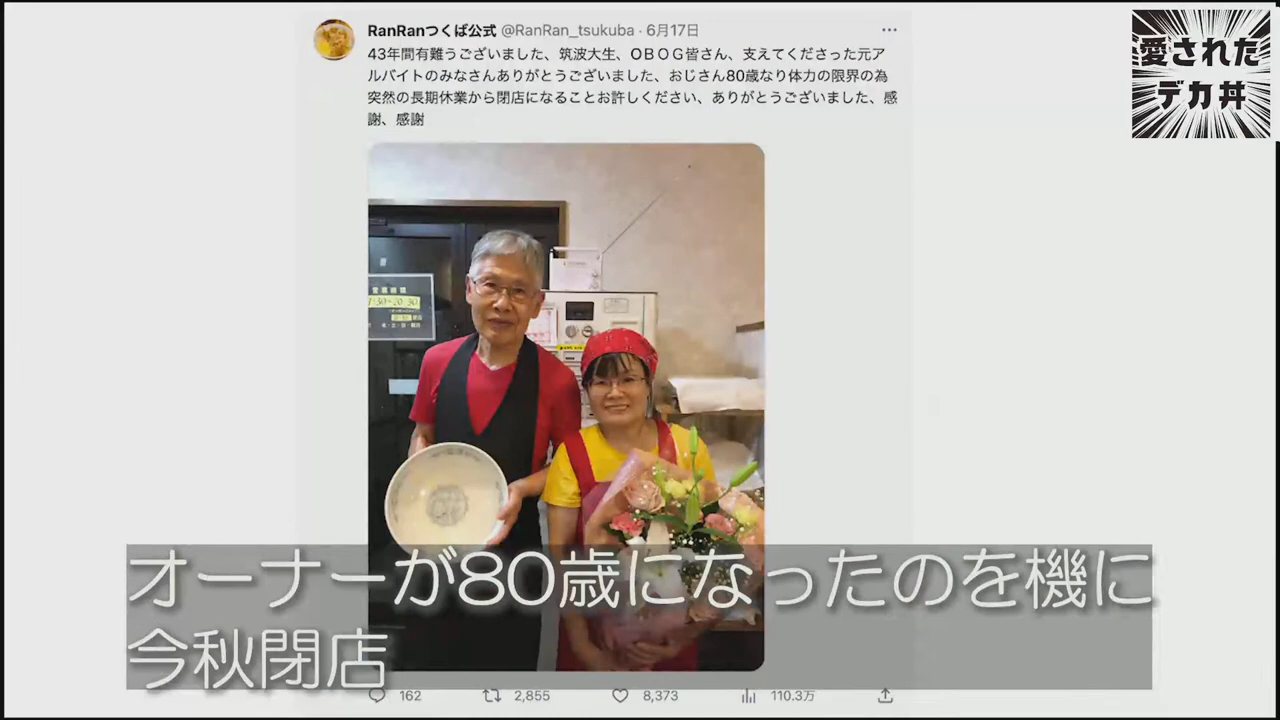 RanRanつくば公式 @RanRan_tsukuba · 6月17日
愛された
デカ丼
43年間有難うございました、筑波大生、ＯＢＯＧ皆さん、支えてくださった元ア
ルバイトのみなさんありがとうございました、おじさん80歳なり体力の限界の為
突然の長期休業から閉店になることお許しください、ありがとうございました、感
謝、感謝
オーナーが80歳になったのを機に
今秋閉店
162 2,855 8,373 110.3万